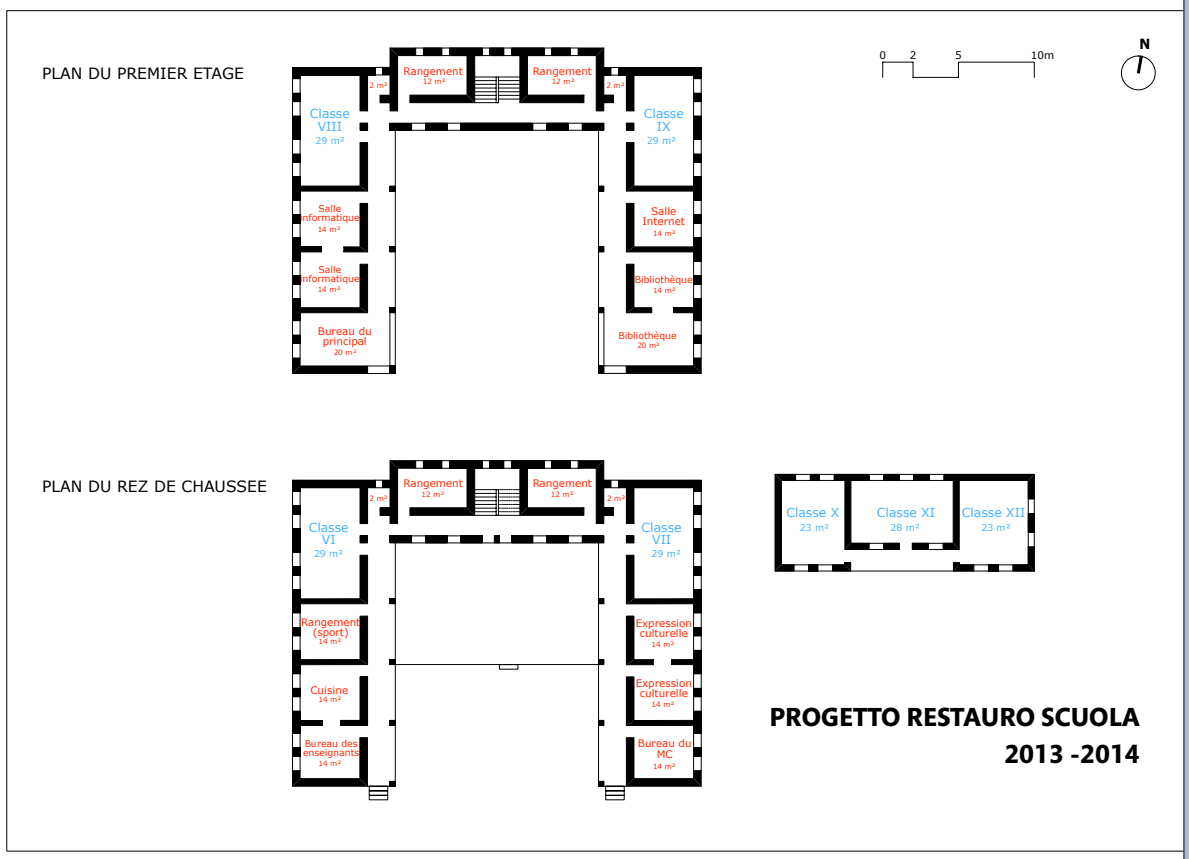 PLAN DU PREMIER ETAGE
0 2 5 10m
N
2 m²
Rangement
12 m²
Rangement
12 m²
2 m²
Classe
VIII
29 m²
Classe
IX
29 m²
Salle
informatique
14 m²
Salle
Internet
14 m²
Salle
informatique
14 m²
Bibliothèque
14 m²
Bureau du
principal
20 m²
Bibliothèque
20 m²
PLAN DU REZ DE CHAUSSEE
2 m²
Rangement
12 m²
Rangement
12 m²
2 m²
Classe
VI
29 m²
Classe
VII
29 m²
Classe X
23 m²
Classe XI
28 m²
Classe XII
23 m²
Rangement
(sport)
14 m²
Expression
culturelle
14 m²
Cuisine
14 m²
Expression
culturelle
14 m²
Bureau des
enseignants
14 m²
Bureau du
MC
14 m²
PROGETTO RESTAURO SCUOLA
2013 -2014